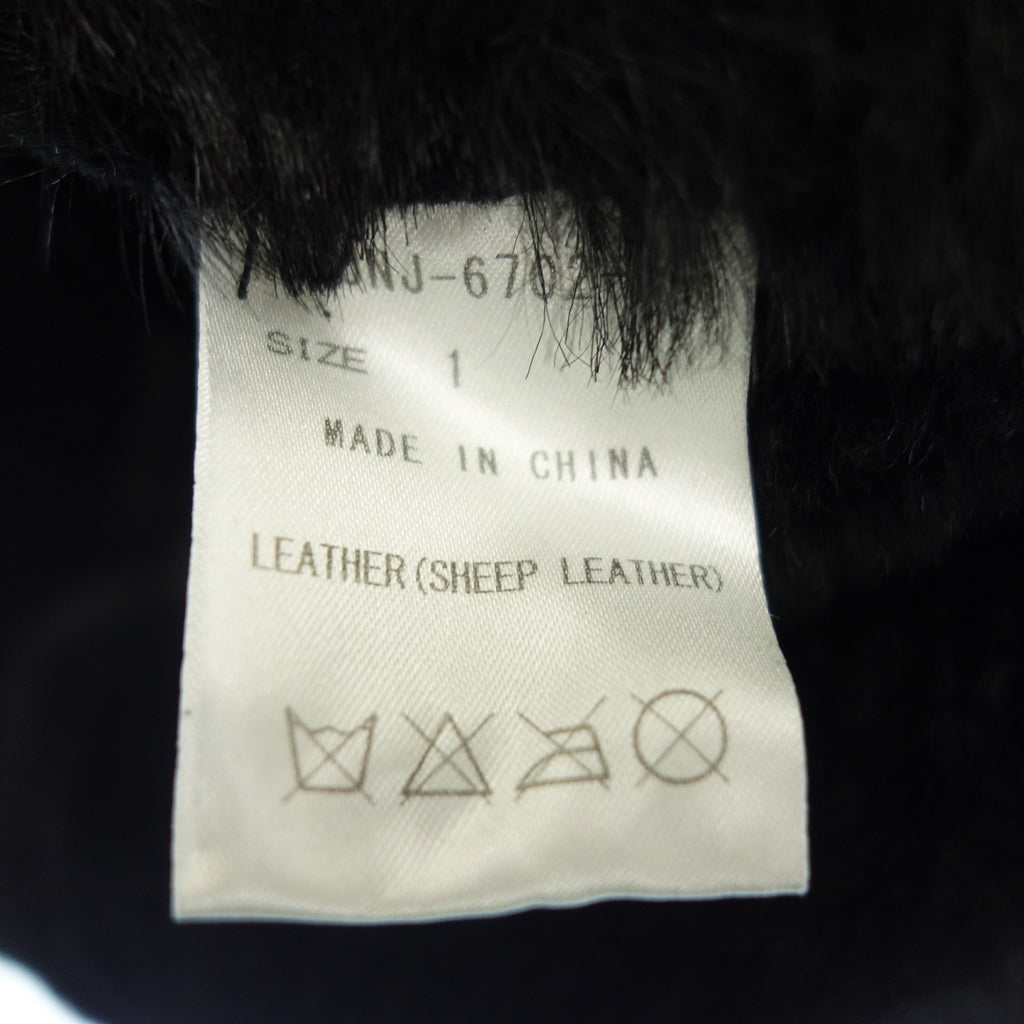 SIZE 1
MADE IN CHINA
LEATHER(SHEEP LEATHER)